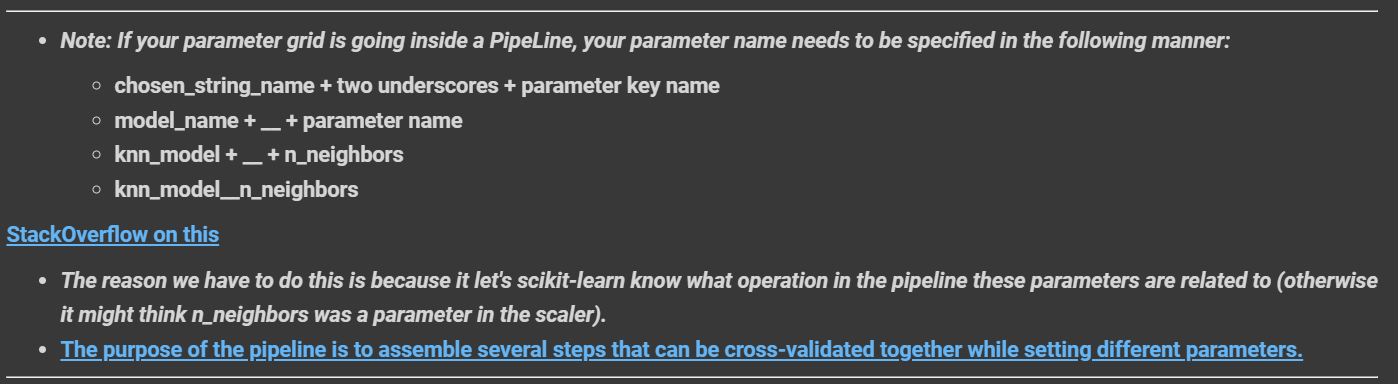 Note: If your parameter grid is going inside a PipeLine, your parameter name needs to be specified in the following manner:
chosen_string_name + two underscores + parameter key name
model_name + __ + parameter name
knn_model + __ + n_neighbors
knn_model__n_neighbors
StackOverflow on this
The reason we have to do this is because it let's scikit-learn know what operation in the pipeline these parameters are related to (otherwise
it might think n_neighbors was a parameter in the scaler).
The purpose of the pipeline is to assemble several steps that can be cross-validated together while setting different parameters.